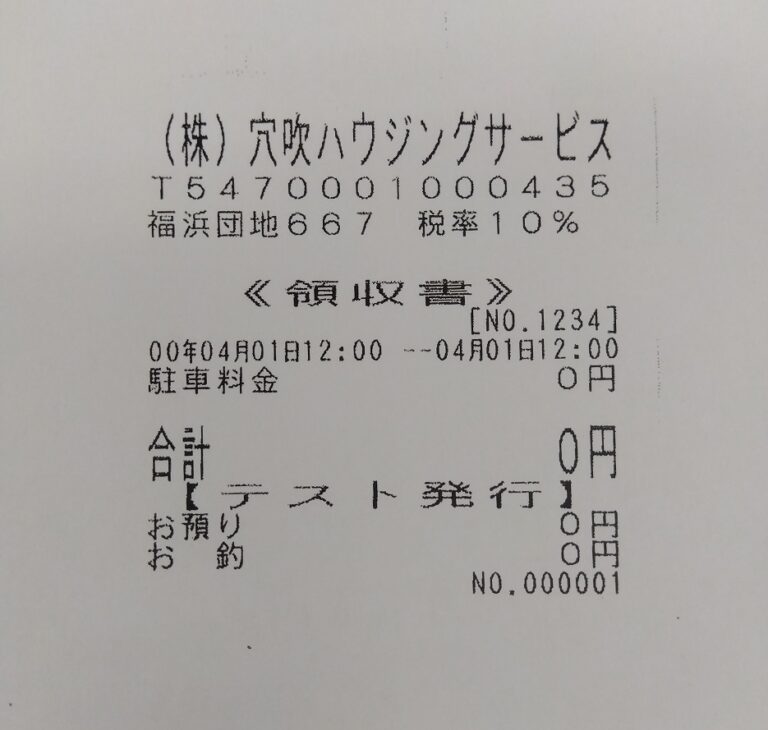 （株）穴吹ハウジングサービス
Ｔ５４７０００１０００４３５
福浜団地６６７　税率１０％
≪領収書≫
[NO.1234]
00年04月01日12:00 --04月01日12:00
駐車料金　０円
合計　０円
【テスト発行】
お預り　０円
お　釣　０円
NO.000001